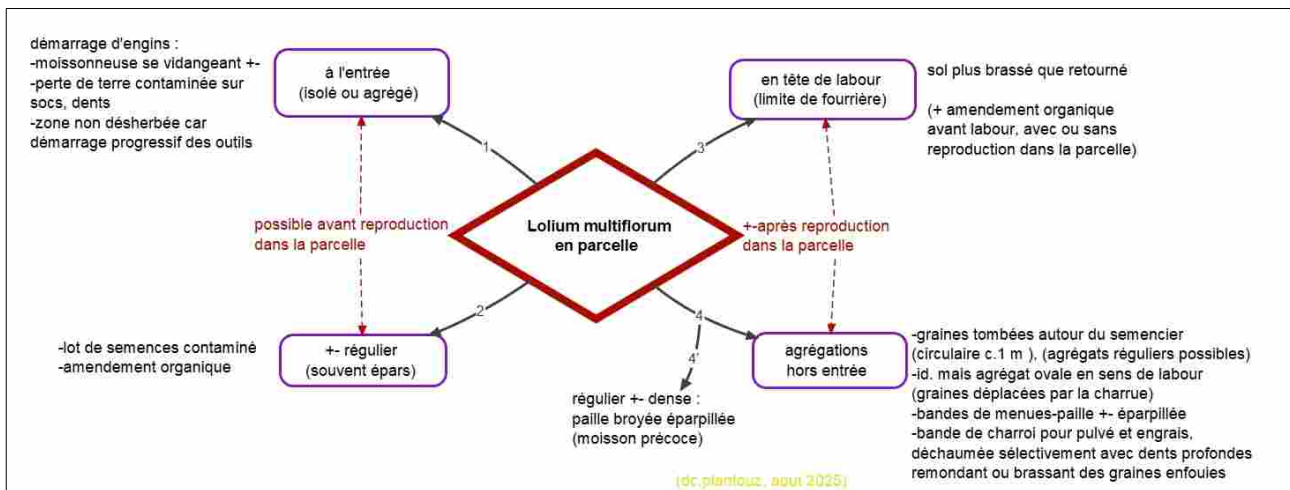 démarrage d'engins :
-moissonneuse se vidangeant +-
-perte de terre contaminée sur
socs, dents
-zone non désherbée car
démarrage progressif des outils
à l'entrée
(isolé ou agrégé)
en tête de labour
(limite de fourrière)
sol plus brassé que retourné
(+ amendement organique
avant labour, avec ou sans
reproduction dans la parcelle)
1
3
possible avant reproduction
dans la parcelle
Lolium multiflorum
en parcelle
+-après reproduction
dans la parcelle
2
4
4'
-lot de semences contaminé
-amendement organique
+- régulier
(souvent épars)
régulier +- dense :
paille broyée éparpillée
(moisson précoce)
agrégations
hors entrée
-graines tombées autour du semencier
(circulaire c.1 m ), (agrégats réguliers possibles)
-id. mais agrégat ovale en sens de labour
(graines déplacées par la charrue)
-bandes de menues-paille +- éparpillée
-bande de charroi pour pulvé et engrais,
déchaumée sélectivement avec dents profondes
remondant ou brassant des graines enfouies
(dc.plantouz, aout 2025)